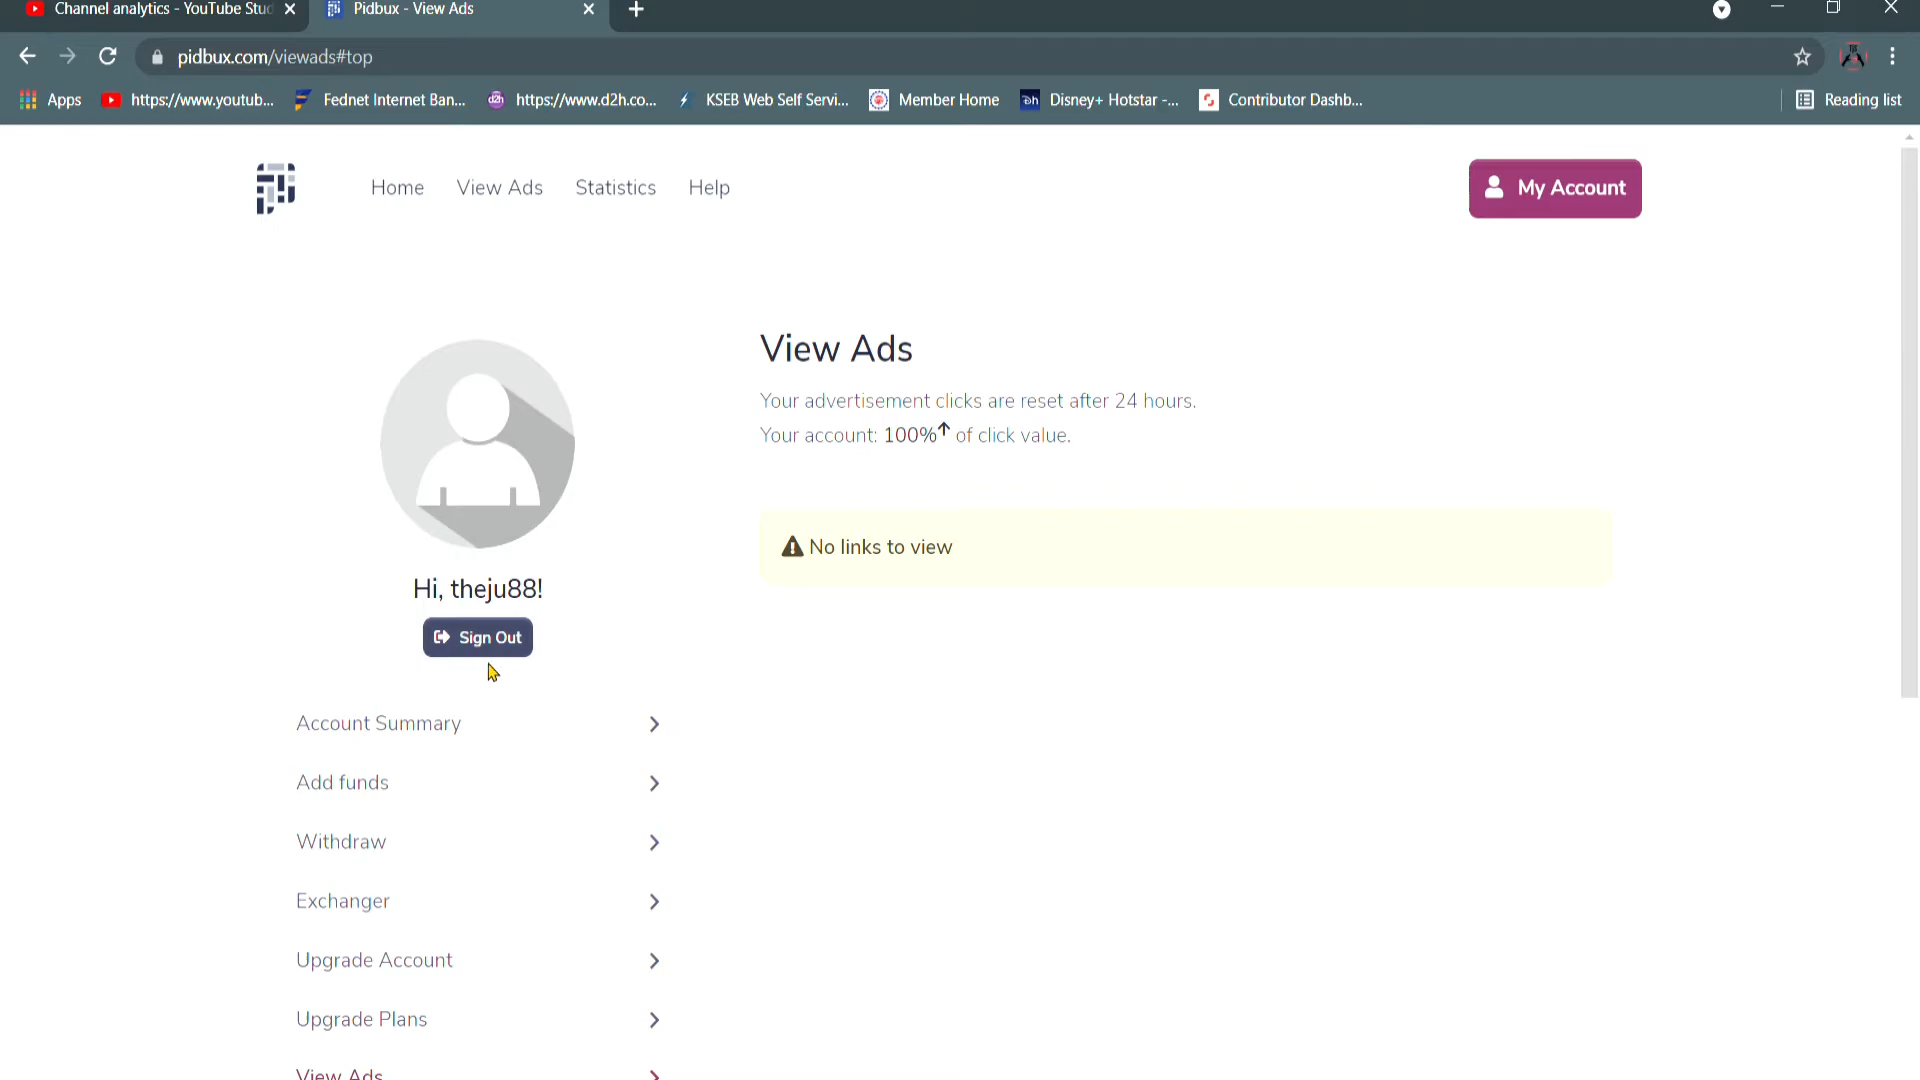 Channel analytics - YouTube Stud
Pidbux - View Ads
pidbux.com/viewads#top
Apps
https://www.youtub...
Fednet Internet Ban...
https://www.d2h.co...
KSEB Web Self Servi...
Member Home
Disney+ Hotstar -...
Contributor Dashb...
Reading list
Home
View Ads
Statistics
Help
My Account
View Ads
Your advertisement clicks are reset after 24 hours.
Your account: 100%↑ of click value.
No links to view
Hi, theju88!
Sign Out
Account Summary
Add funds
Withdraw
Exchanger
Upgrade Account
Upgrade Plans
View Ads